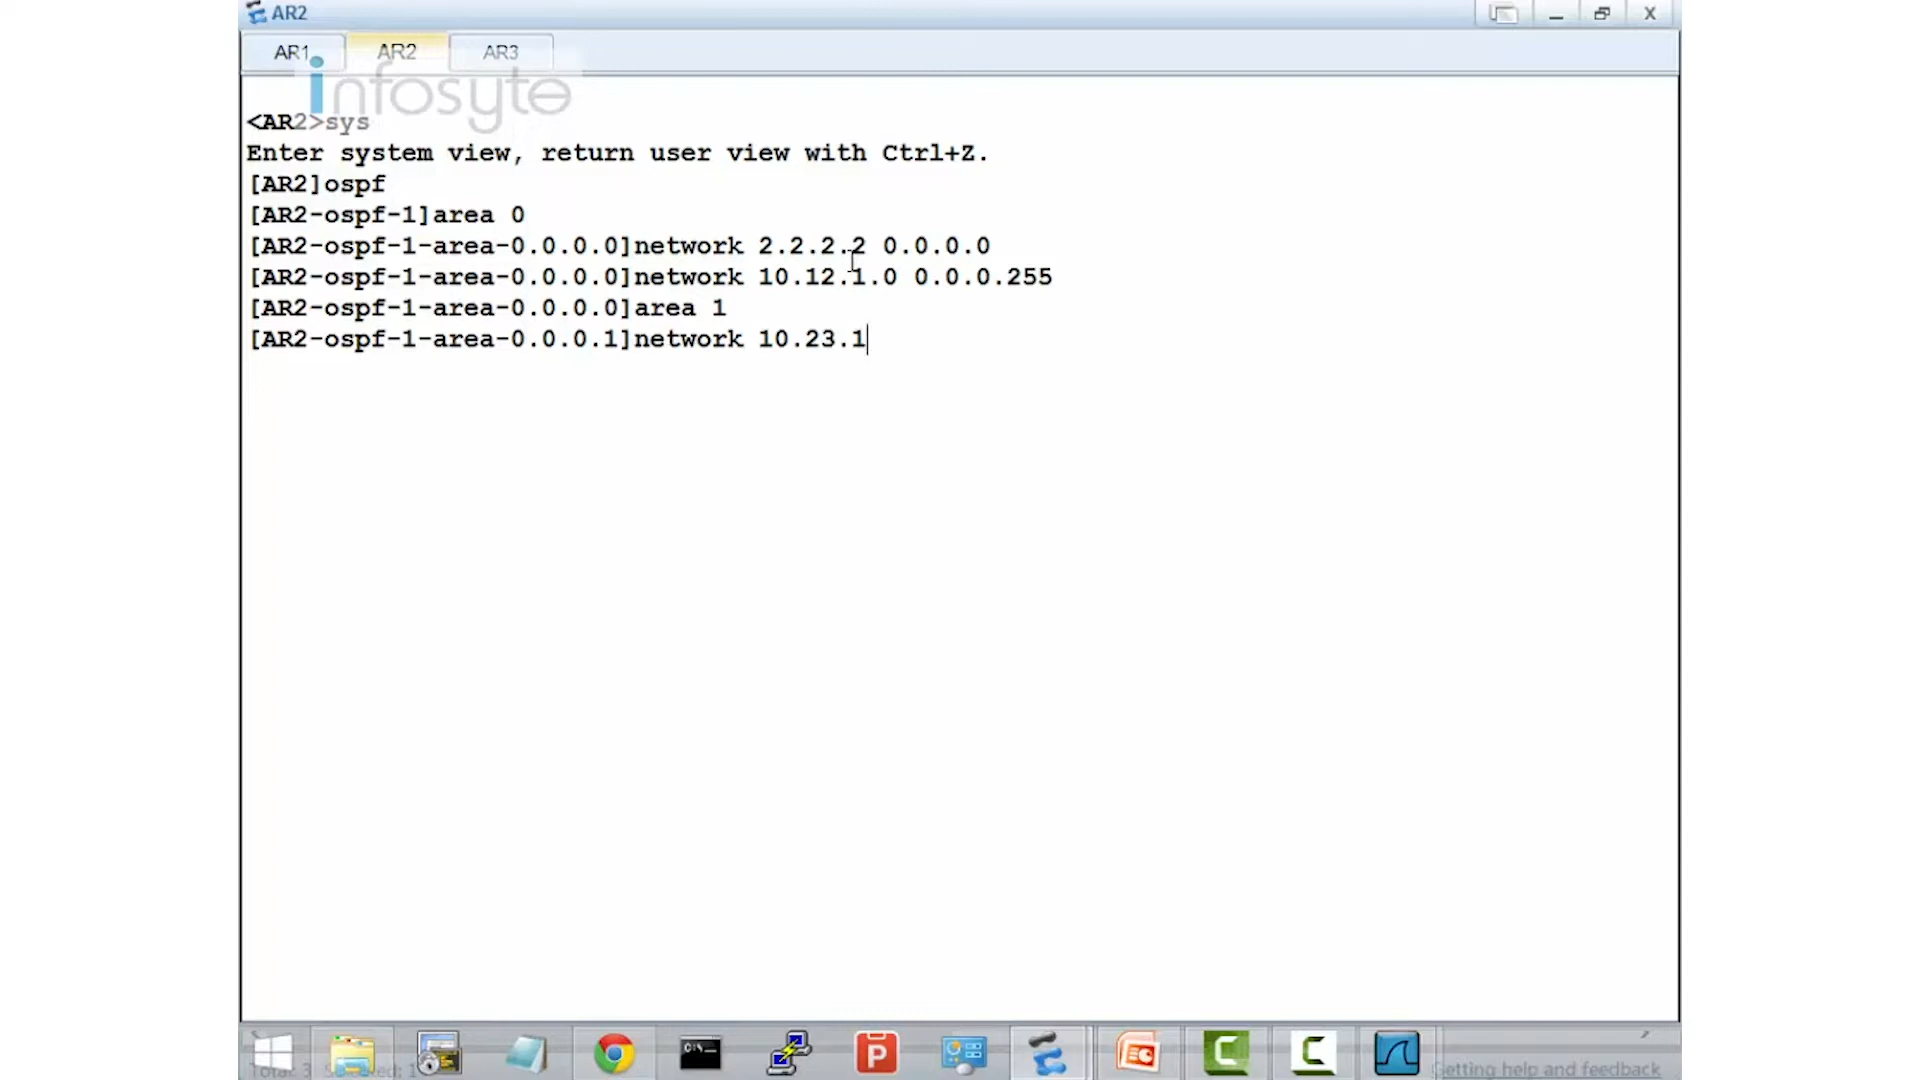 AR2
AR1 AR2 AR3
infosyte
<AR2>sys
Enter system view, return user view with Ctrl+Z.
[AR2]ospf
[AR2-ospf-1]area 0
[AR2-ospf-1-area-0.0.0.0]network 2.2.2.2 0.0.0.0
[AR2-ospf-1-area-0.0.0.0]network 10.12.1.0 0.0.0.255
[AR2-ospf-1-area-0.0.0.0]area 1
[AR2-ospf-1-area-0.0.0.1]network 10.23.1
Total: 3 Selected: 1
Getting help and feedback